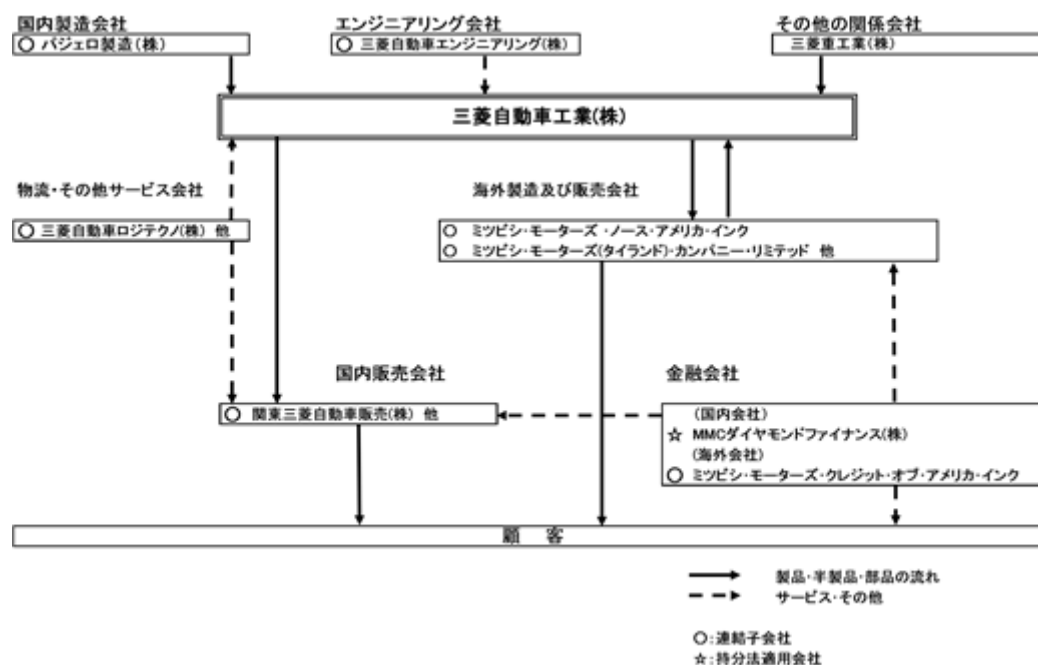 国内製造会社
○ パジェロ製造(株)
エンジニアリング会社
○ 三菱自動車エンジニアリング(株)
その他の関係会社
三菱重工業(株)
三菱自動車工業(株)
物流・その他サービス会社
○ 三菱自動車ロジテクノ(株) 他
海外製造及び販売会社
○ ミツビシ・モーターズ・ノース・アメリカ・インク
○ ミツビシ・モーターズ(タイランド)・カンパニー・リミテッド 他
国内販売会社
○ 関東三菱自動車販売(株) 他
金融会社
(国内会社)
☆ MMCダイヤモンドファイナンス(株)
(海外会社)
○ ミツビシ・モーターズ・クレジット・オブ・アメリカ・インク
顧 客
製品・半製品・部品の流れ
サービス・その他
○:連結子会社
☆:持分法適用会社